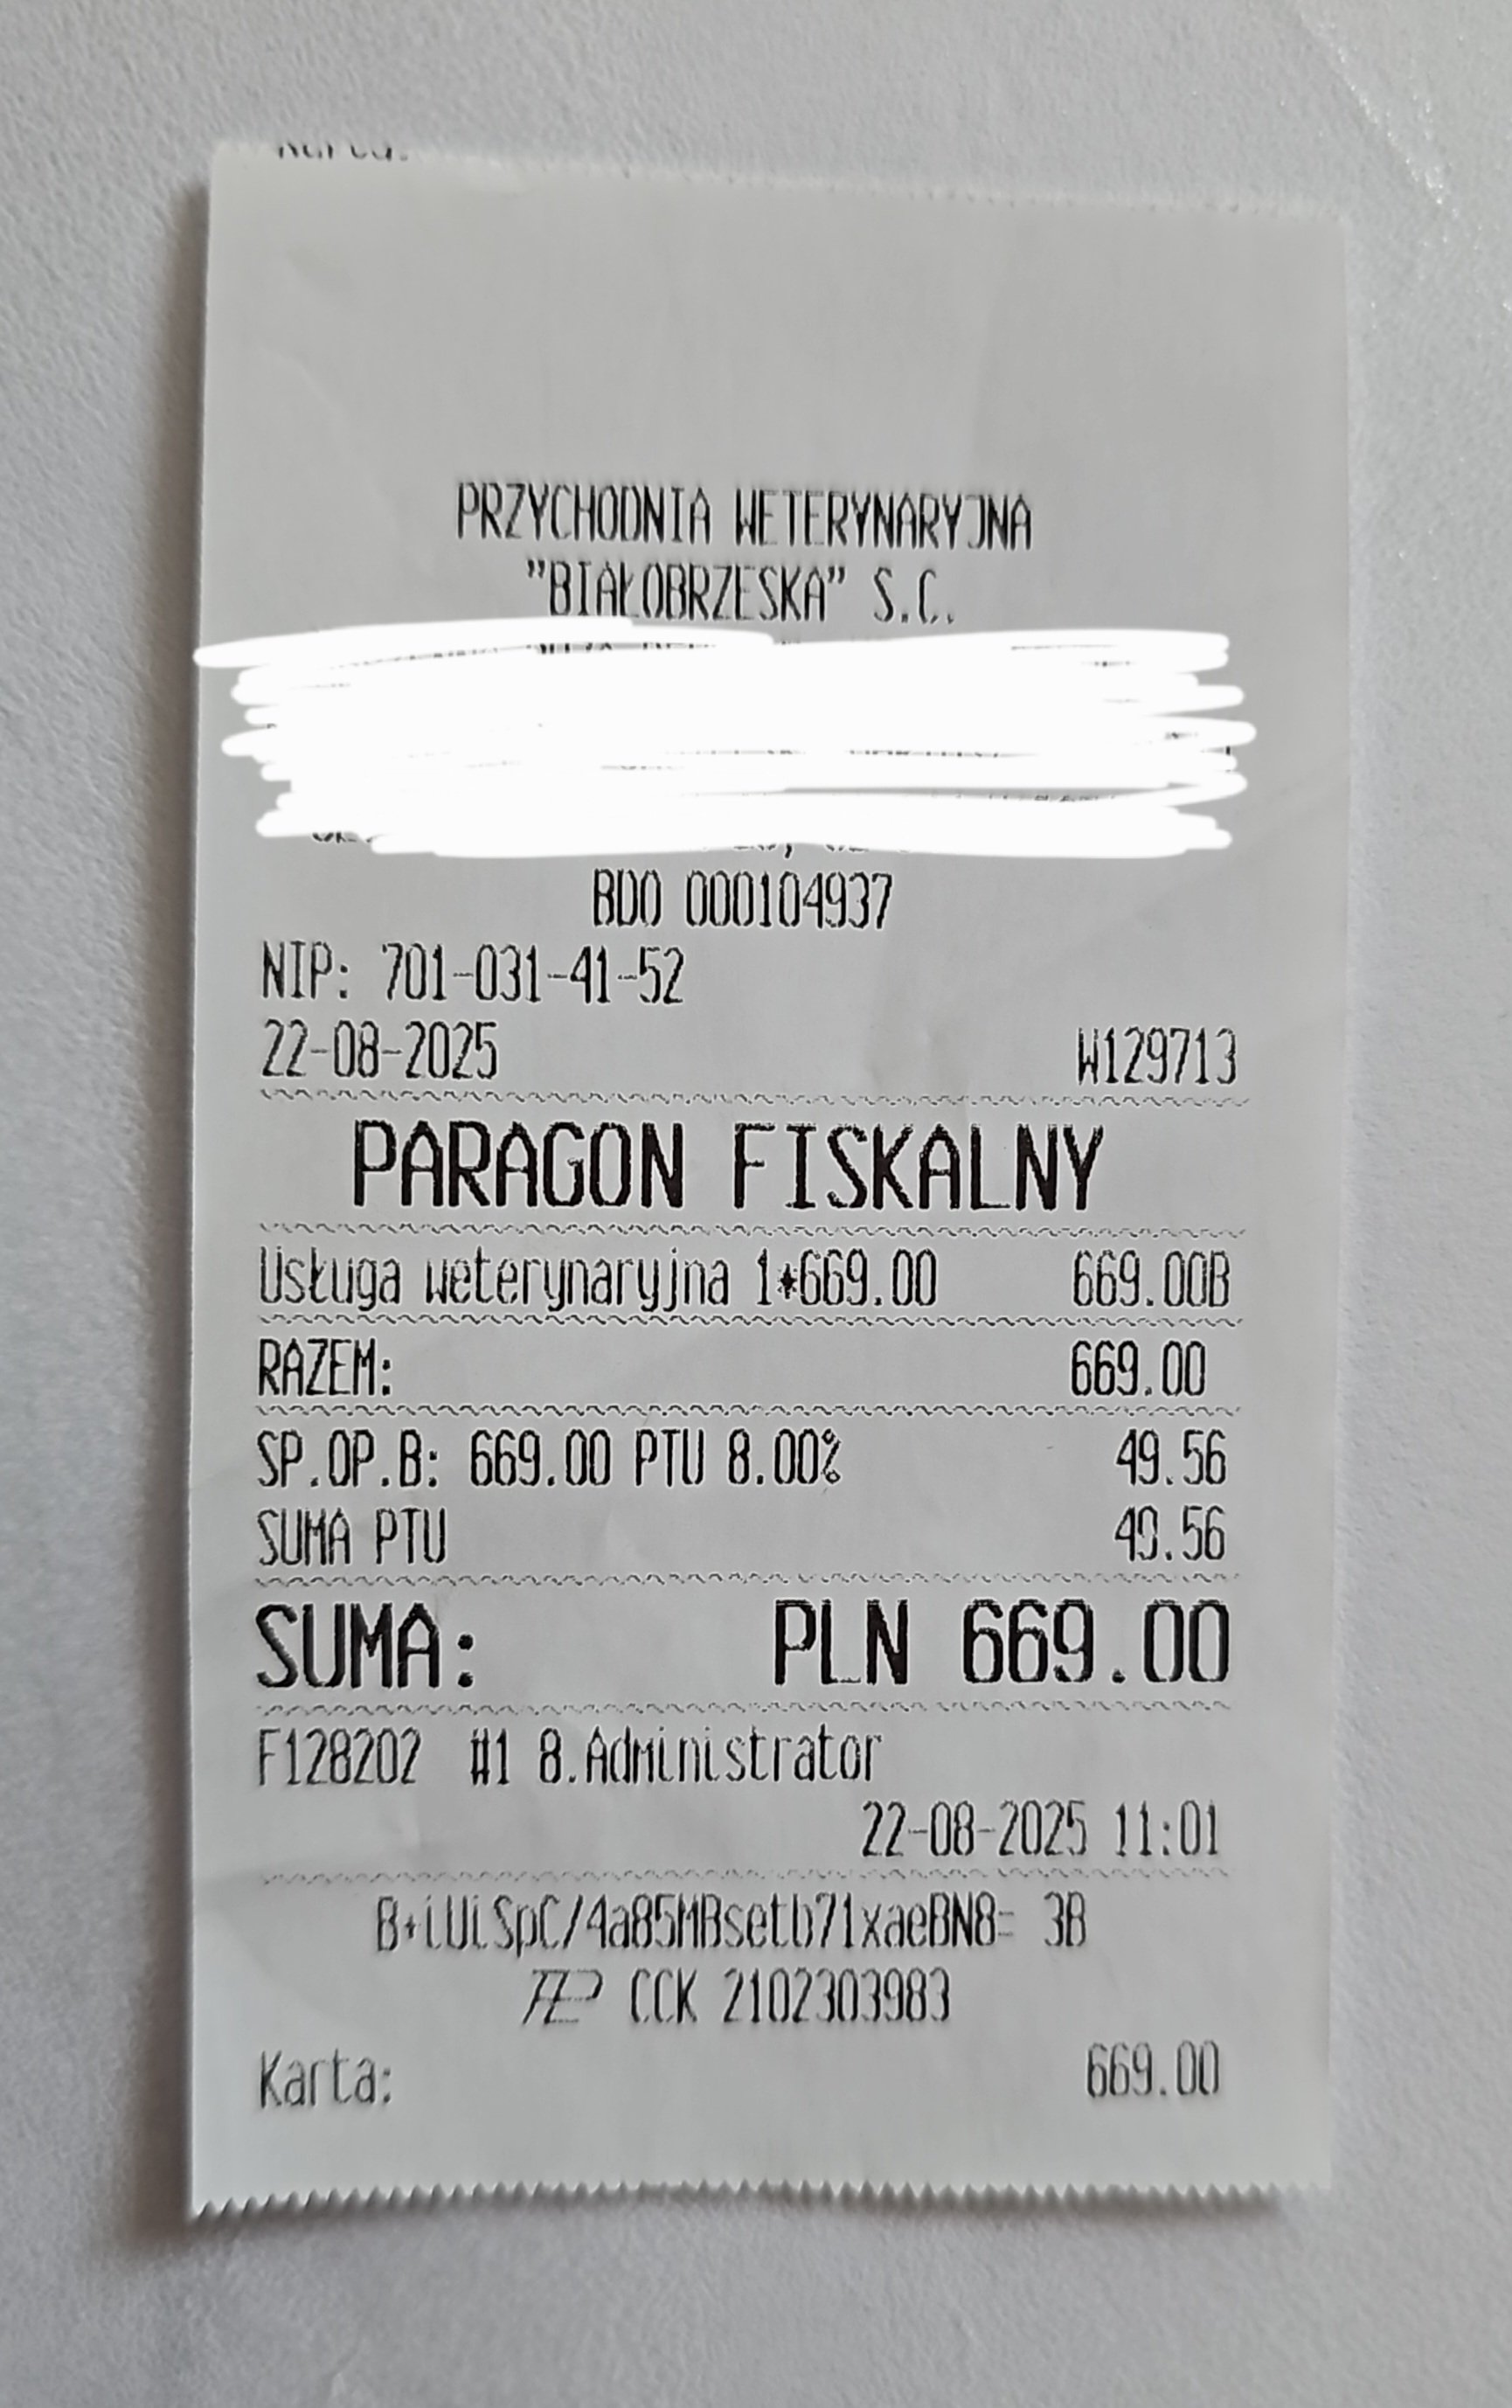 PRZYCHODNIA WETERYNARYJNA
"BIAŁOBRZESKA" S.C.
BDO 000104937
NIP: 701-031-41-52
22-08-2025 W129713
PARAGON FISKALNY
Usługa weterynaryjna 1*669.00 669.00B
RAZEM: 669.00
SP.OP.B: 669.00 PTU 8.00% 49.56
SUMA PTU 49.56
SUMA: PLN 669.00
F128202 #1 8.Administrator
22-08-2025 11:01
B+iUiSpC/4a85MBsetb71xaeBN8= 3B
CCK 2102303983
Karta: 669.00